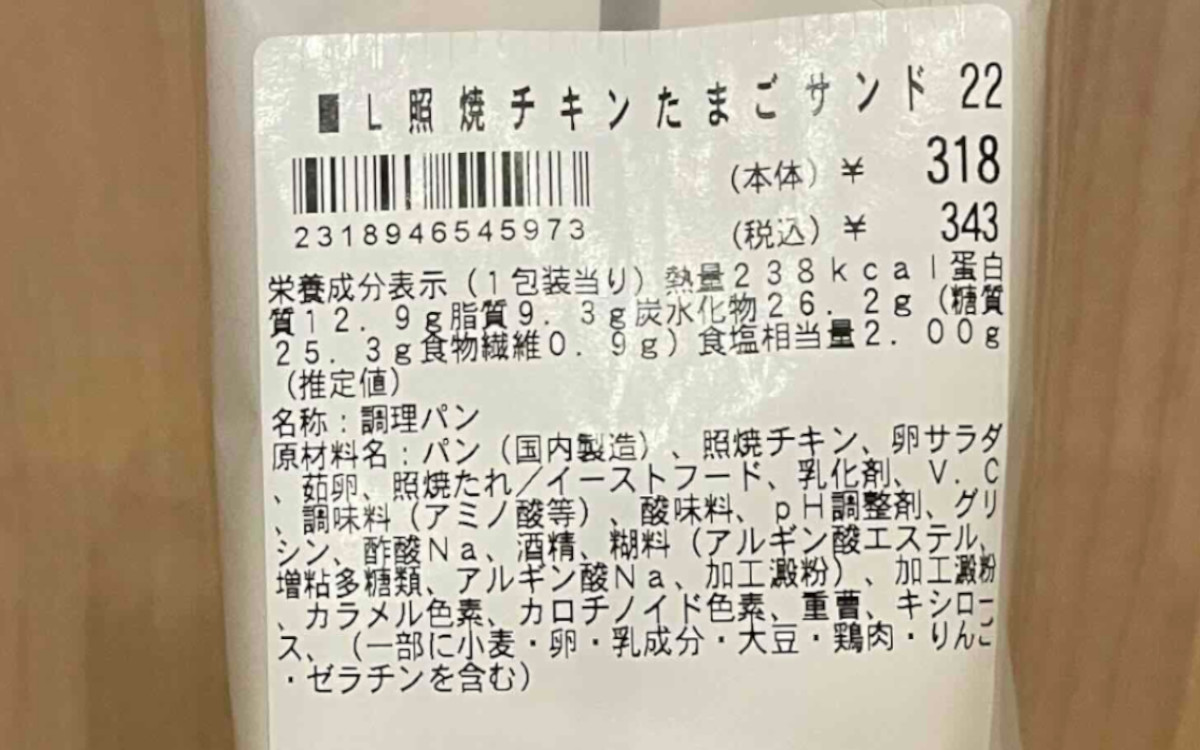 ■L照焼チキンたまごサンド 22
(本体) ¥ 318
2318946545973
(税込) ¥ 343
栄養成分表示(1包装当り)熱量238kcal蛋白
質12.9g脂質9.3g炭水化物26.2g(糖質
25.3g食物繊維0.9g)食塩相当量2.00g
(推定値)
名称:調理パン
原材料名:パン(国内製造)、照焼チキン、卵サラダ
、茹卵、照焼たれ/イーストフード、乳化剤、V.C
、調味料(アミノ酸等)、酸味料、pH調整剤、グリ
シン、酢酸Na、酒精、糊料(アルギン酸エステル、
増粘多糖類、アルギン酸Na、加工澱粉)、加工澱粉
、カラメル色素、カロチノイド色素、重曹、キシロー
ス、(一部に小麦・卵・乳成分・大豆・鶏肉・りんご
・ゼラチンを含む)